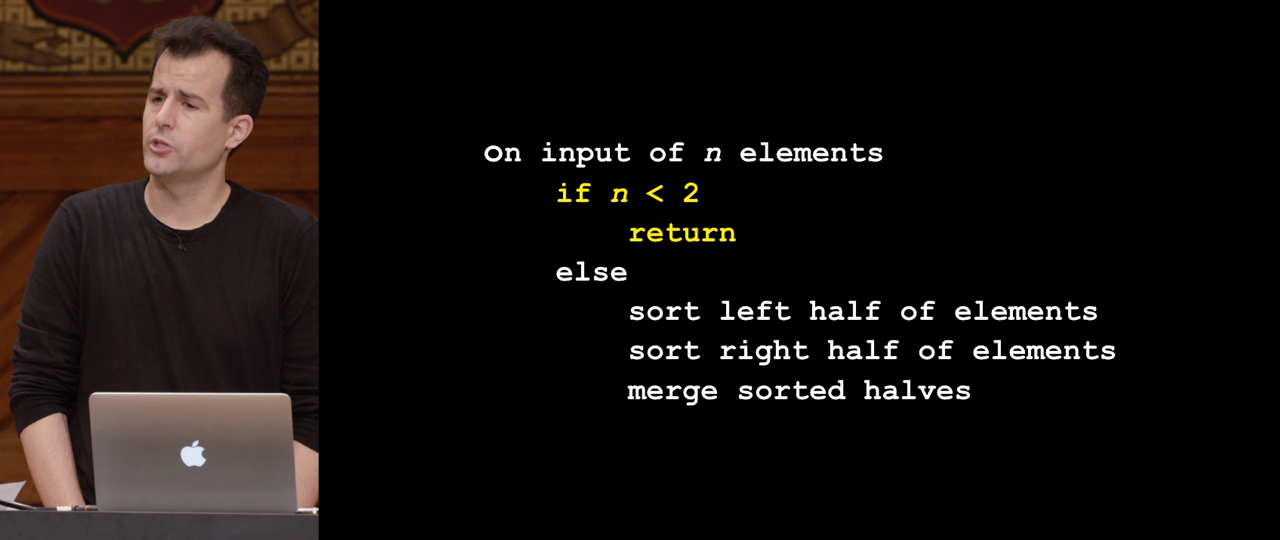 On input of n elements
if n < 2
return
else
sort left half of elements
sort right half of elements
merge sorted halves